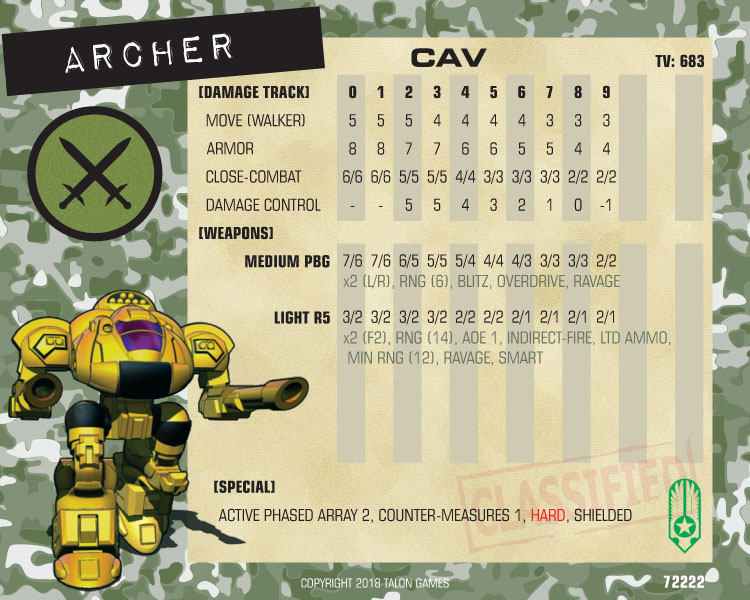 ARCHER
CAV
TV: 683
[DAMAGE TRACK] 0 1 2 3 4 5 6 7 8 9
MOVE (WALKER) 5 5 5 4 4 4 4 3 3 3
ARMOR 8 8 7 7 6 6 5 5 4 4
CLOSE-COMBAT 6/6 6/6 5/5 5/5 4/4 3/3 3/3 3/3 2/2 2/2
DAMAGE CONTROL - - 5 5 4 3 2 1 0 -1
[WEAPONS]
MEDIUM PBG 7/6 7/6 6/5 5/5 5/4 4/4 4/3 3/3 3/3 2/2
x2 (L/R), RNG (6), BLITZ, OVERDRIVE, RAVAGE
LIGHT R5 3/2 3/2 3/2 3/2 2/2 2/2 2/1 2/1 2/1 2/1
x2 (F2), RNG (14), AOE 1, INDIRECT-FIRE, LTD AMMO,
MIN RNG (12), RAVAGE, SMART
CLASSIFIED
[SPECIAL]
ACTIVE PHASED ARRAY 2, COUNTER-MEASURES 1, HARD, SHIELDED
COPYRIGHT 2018 TALON GAMES
72222